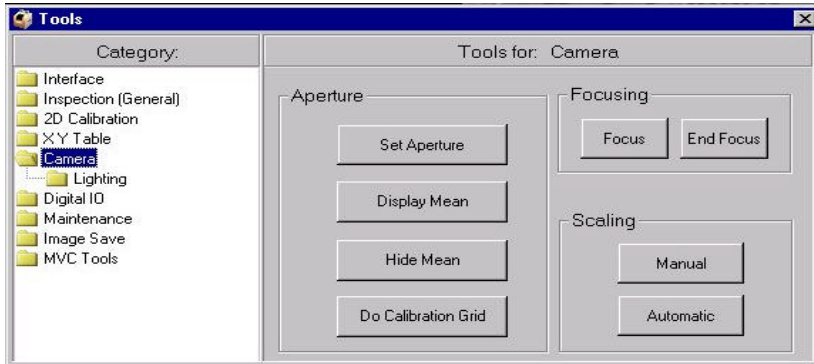 Tools
Category:
Interface
Inspection (General)
2D Calibration
XY Table
Camera
Lighting
Digital IO
Maintenance
Image Save
MVC Tools
Tools for: Camera
Aperture
Set Aperture
Display Mean
Hide Mean
Do Calibration Grid
Focusing
Focus
End Focus
Scaling
Manual
Automatic